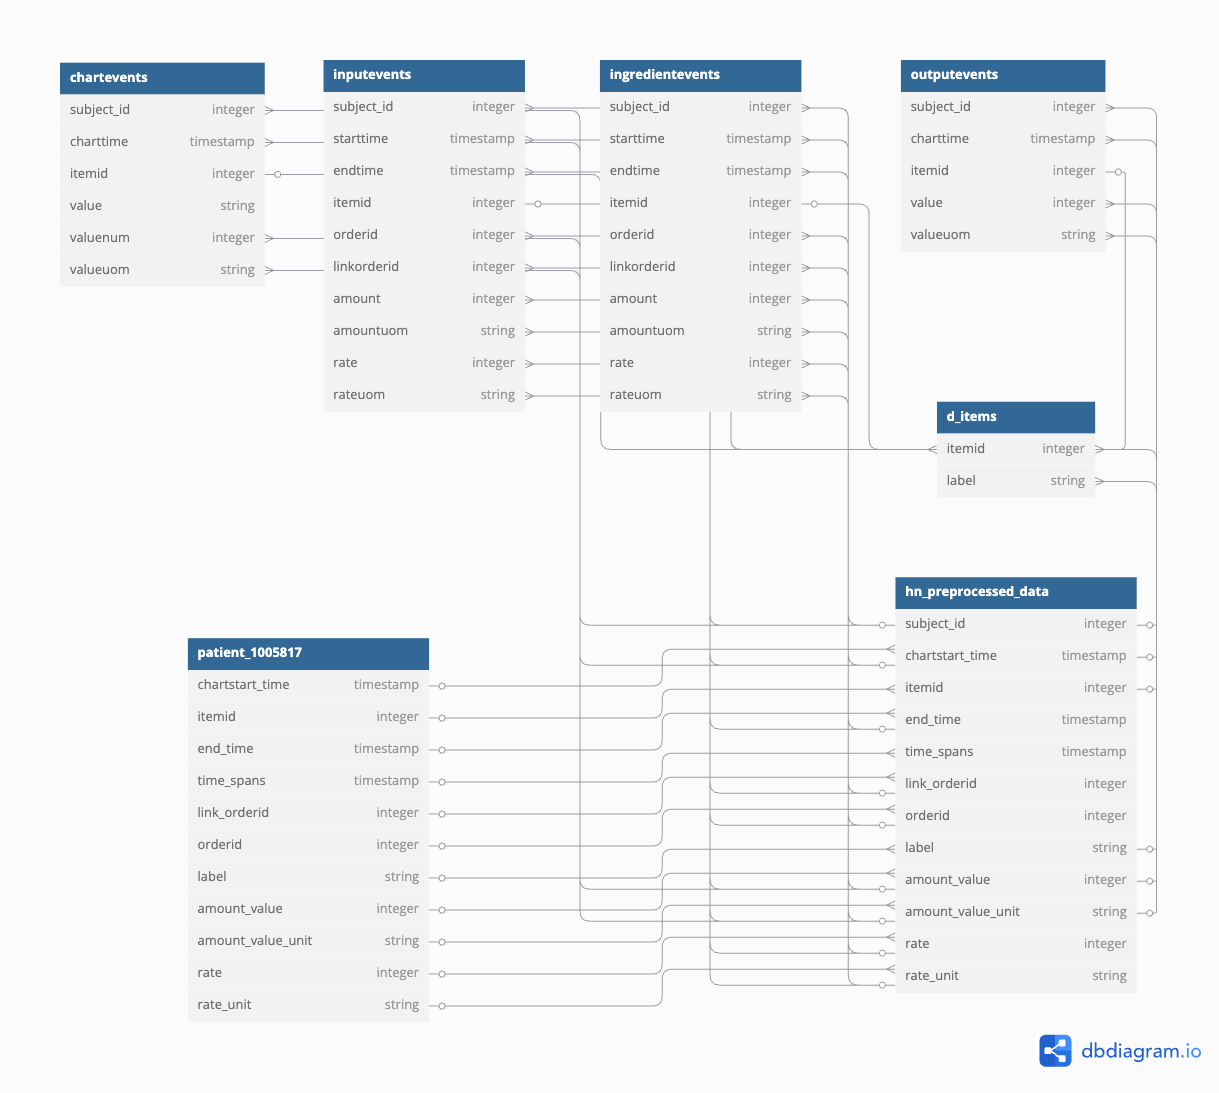 chartevents
subject_id integer
charttime timestamp
itemid integer
value string
valuenum integer
valueuom string
inputevents
subject_id integer
starttime timestamp
endtime timestamp
itemid integer
orderid integer
linkorderid integer
amount integer
amountuom string
rate integer
rateuom string
ingredientevents
subject_id integer
starttime timestamp
endtime timestamp
itemid integer
orderid integer
linkorderid integer
amount integer
amountuom string
rate integer
rateuom string
outputevents
subject_id integer
charttime timestamp
itemid integer
value integer
valueuom string
d_items
itemid integer
label string
hn_preprocessed_data
subject_id integer
chartstart_time timestamp
itemid integer
end_time timestamp
time_spans timestamp
link_orderid integer
orderid integer
label string
amount_value integer
amount_value_unit string
rate integer
rate_unit string
patient_1005817
chartstart_time timestamp
itemid integer
end_time timestamp
time_spans timestamp
link_orderid integer
orderid integer
label string
amount_value integer
amount_value_unit string
rate integer
rate_unit string
dbdiagram.io